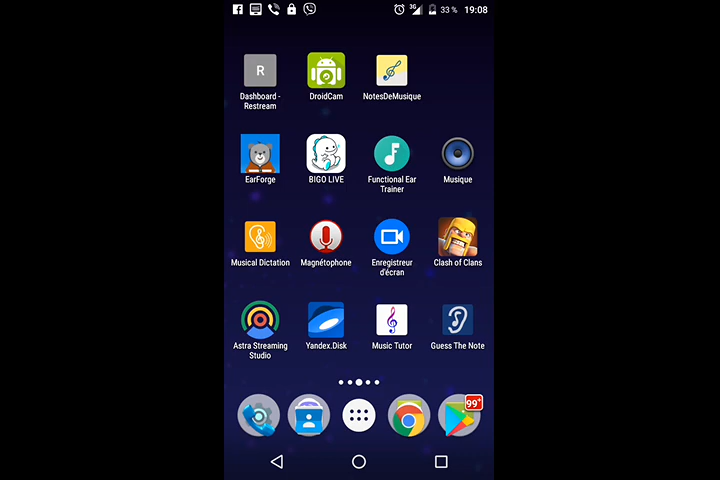 3G 33 % 19:08
R
Dashboard -
Restream
DroidCam
NotesDeMusique
EarForge
BIGO LIVE
Functional Ear
Trainer
Musique
Musical Dictation
Magnétophone
Enregistreur
d'écran
Clash of Clans
Astra Streaming
Studio
Yandex.Disk
Music Tutor
Guess The Note
99+